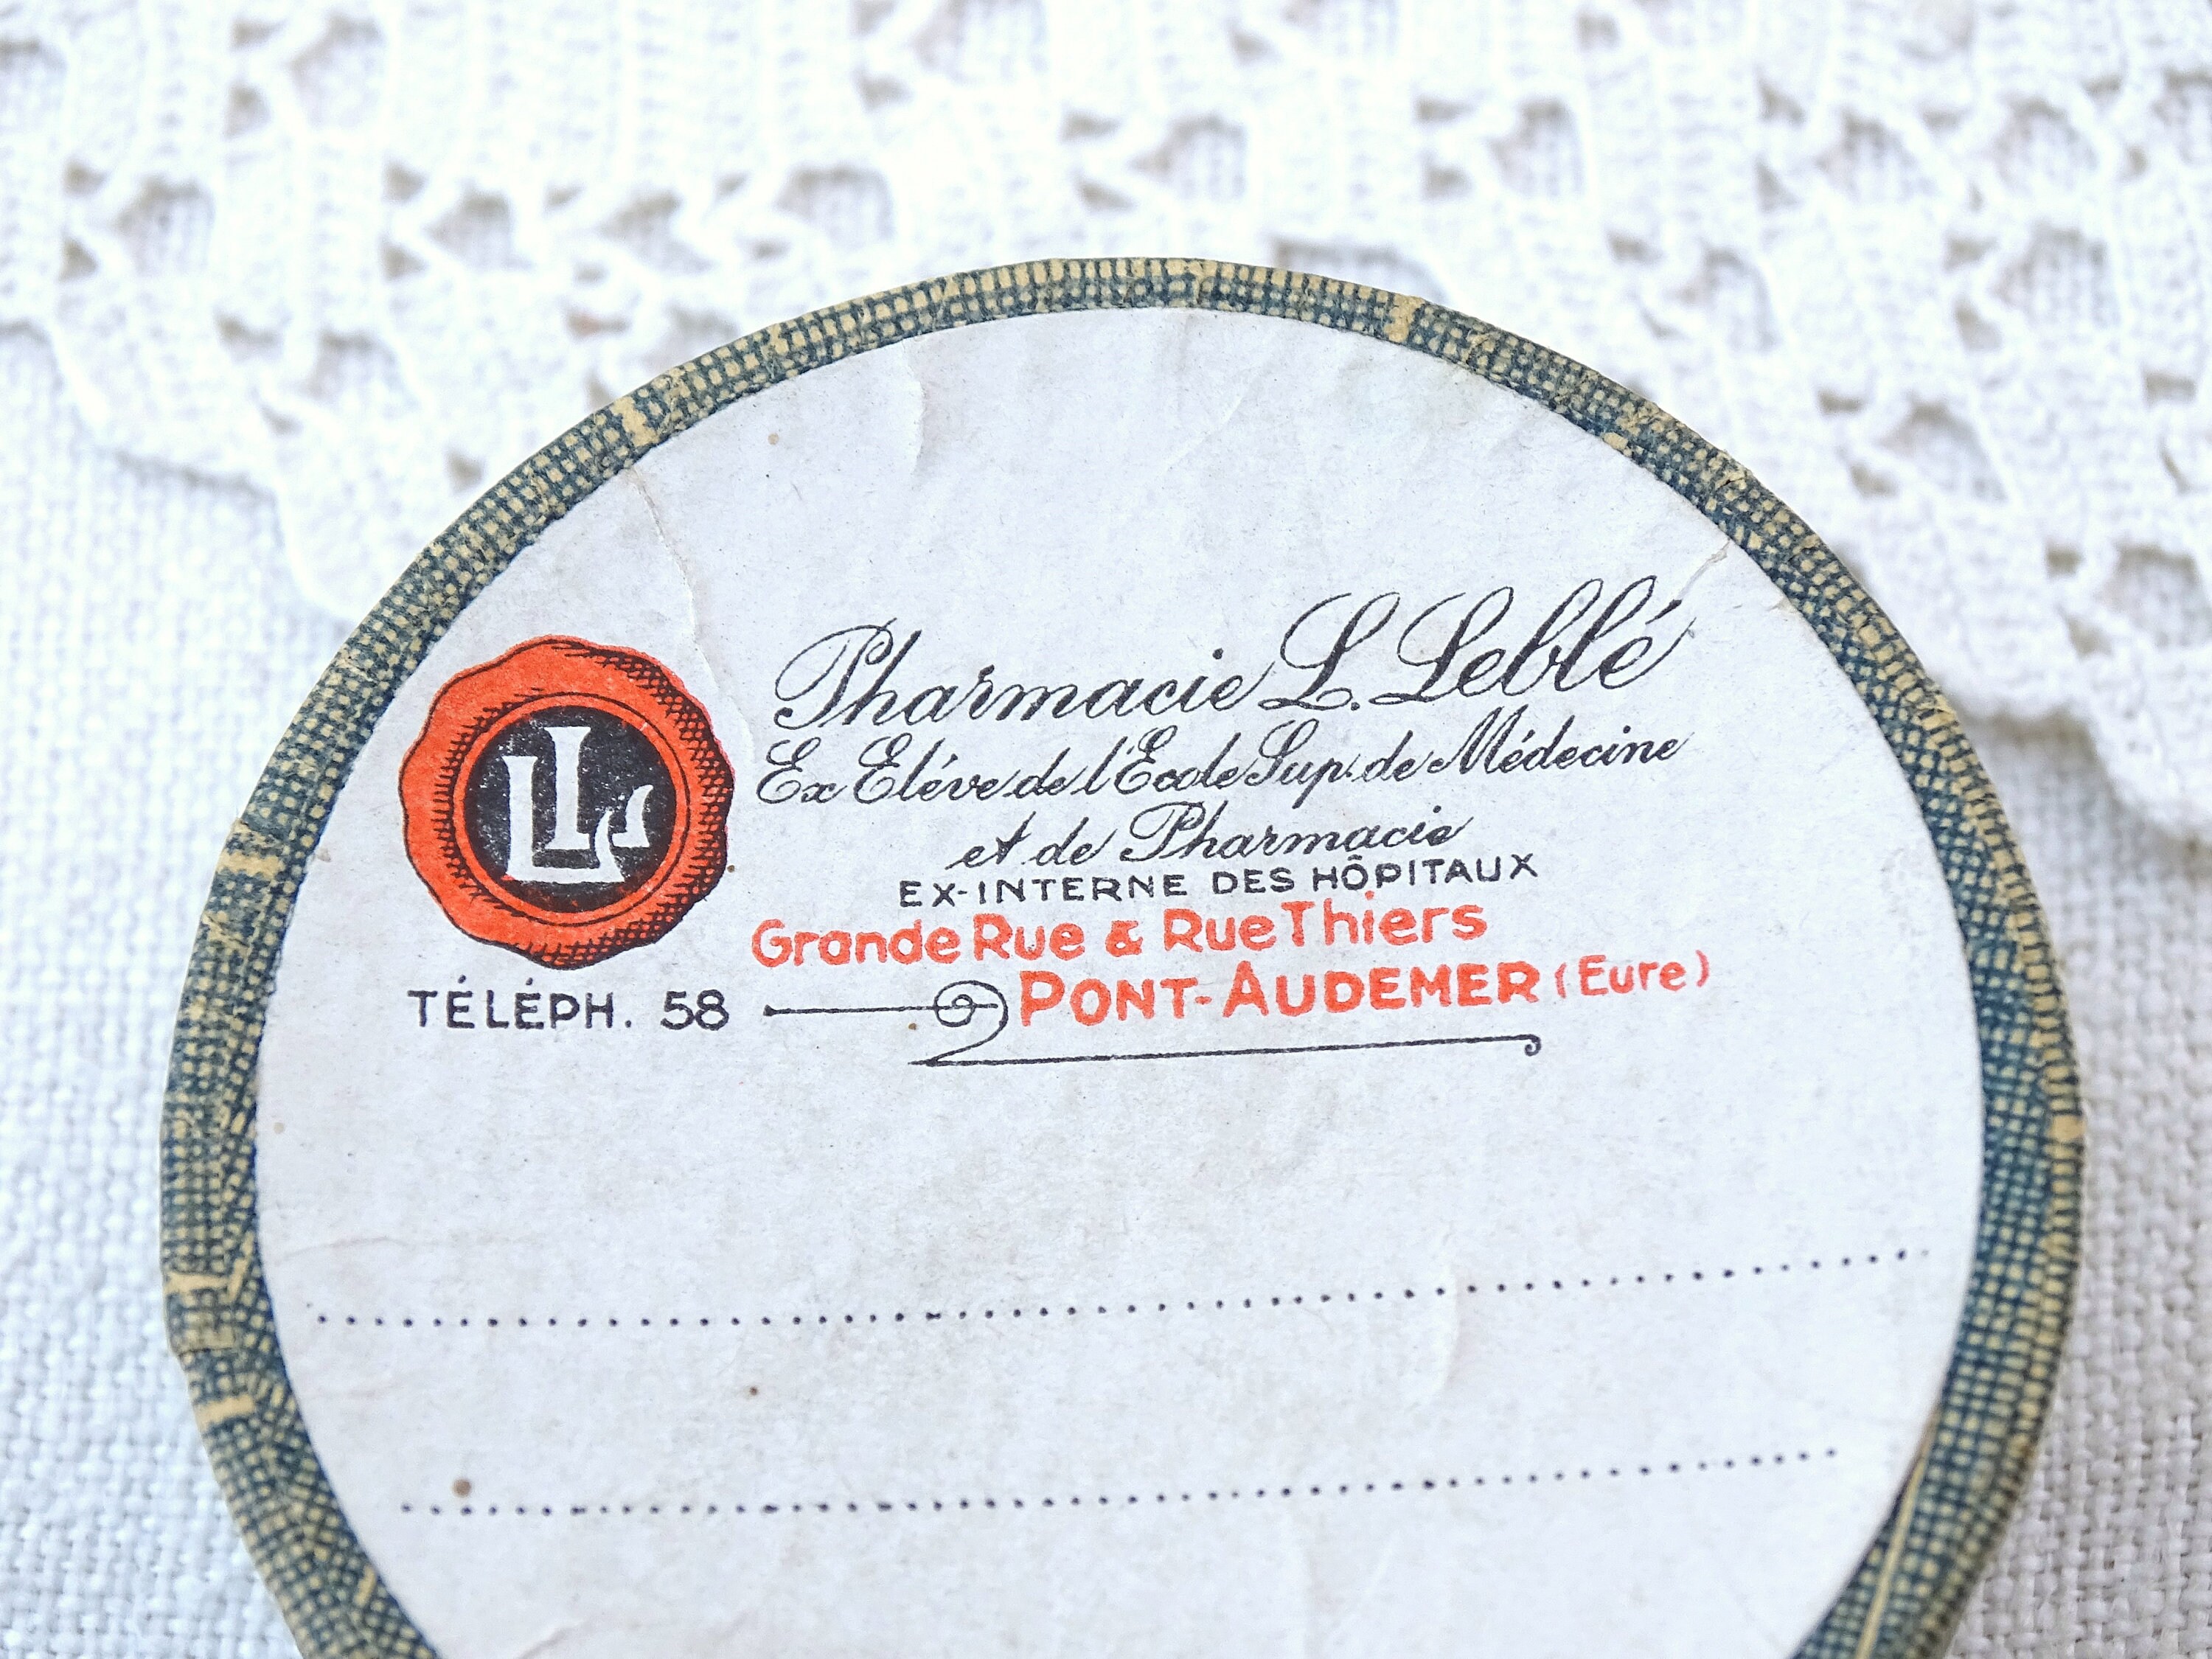 Pharmacie L. Leblé
Ex Elève de l'Ecole Sup. de Médecine
et de Pharmacie
EX-INTERNE DES HÔPITAUX
Grande Rue & Rue Thiers
PONT-AUDEMER (Eure)
LL
TÉLÉPH. 58